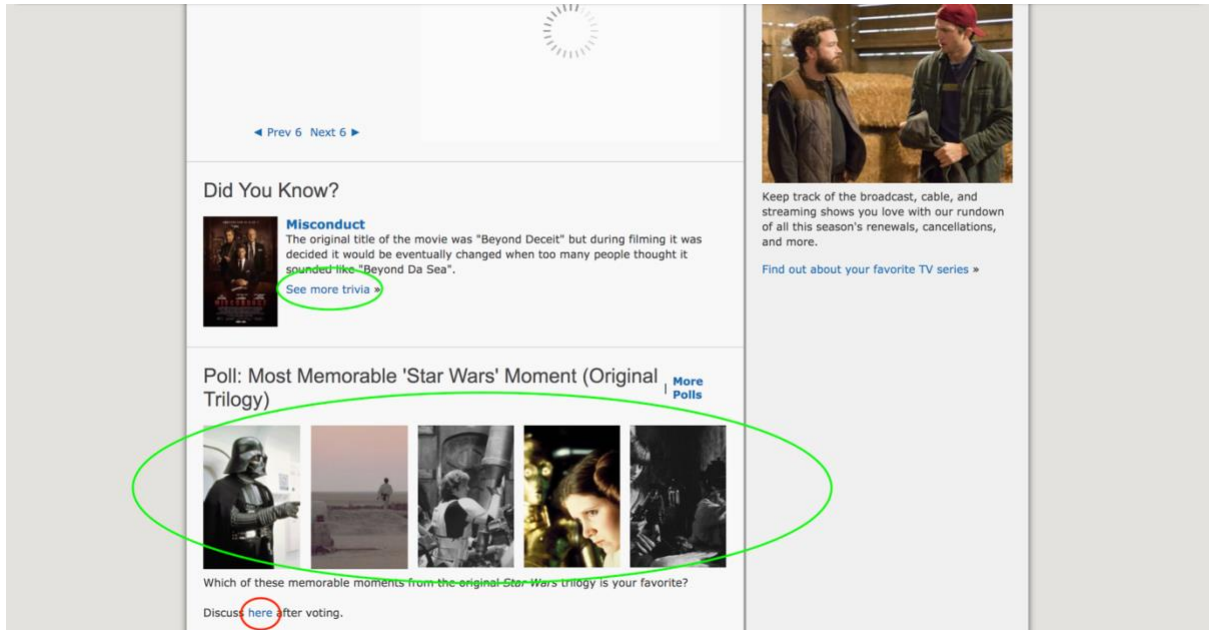 ◄ Prev 6 Next 6 ►
Did You Know?
Misconduct
The original title of the movie was "Beyond Deceit" but during filming it was
decided it would be eventually changed when too many people thought it
sounded like "Beyond Da Sea".
See more trivia »
Poll: Most Memorable 'Star Wars' Moment (Original
Trilogy)
| More
Polls
Which of these memorable moments from the original Star Wars trilogy is your favorite?
Discuss here after voting.
Keep track of the broadcast, cable, and
streaming shows you love with our rundown
of all this season's renewals, cancellations,
and more.
Find out about your favorite TV series »